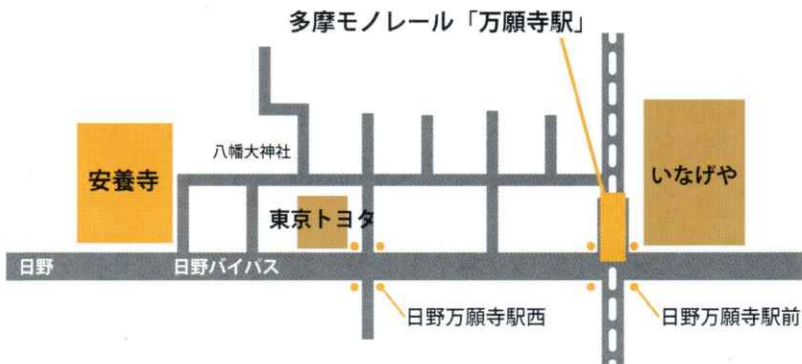 多摩モノレール「万願寺駅」
八幡大神社
安養寺
いなげや
東京トヨタ
日野
日野バイパス
日野万願寺駅西
日野万願寺駅前